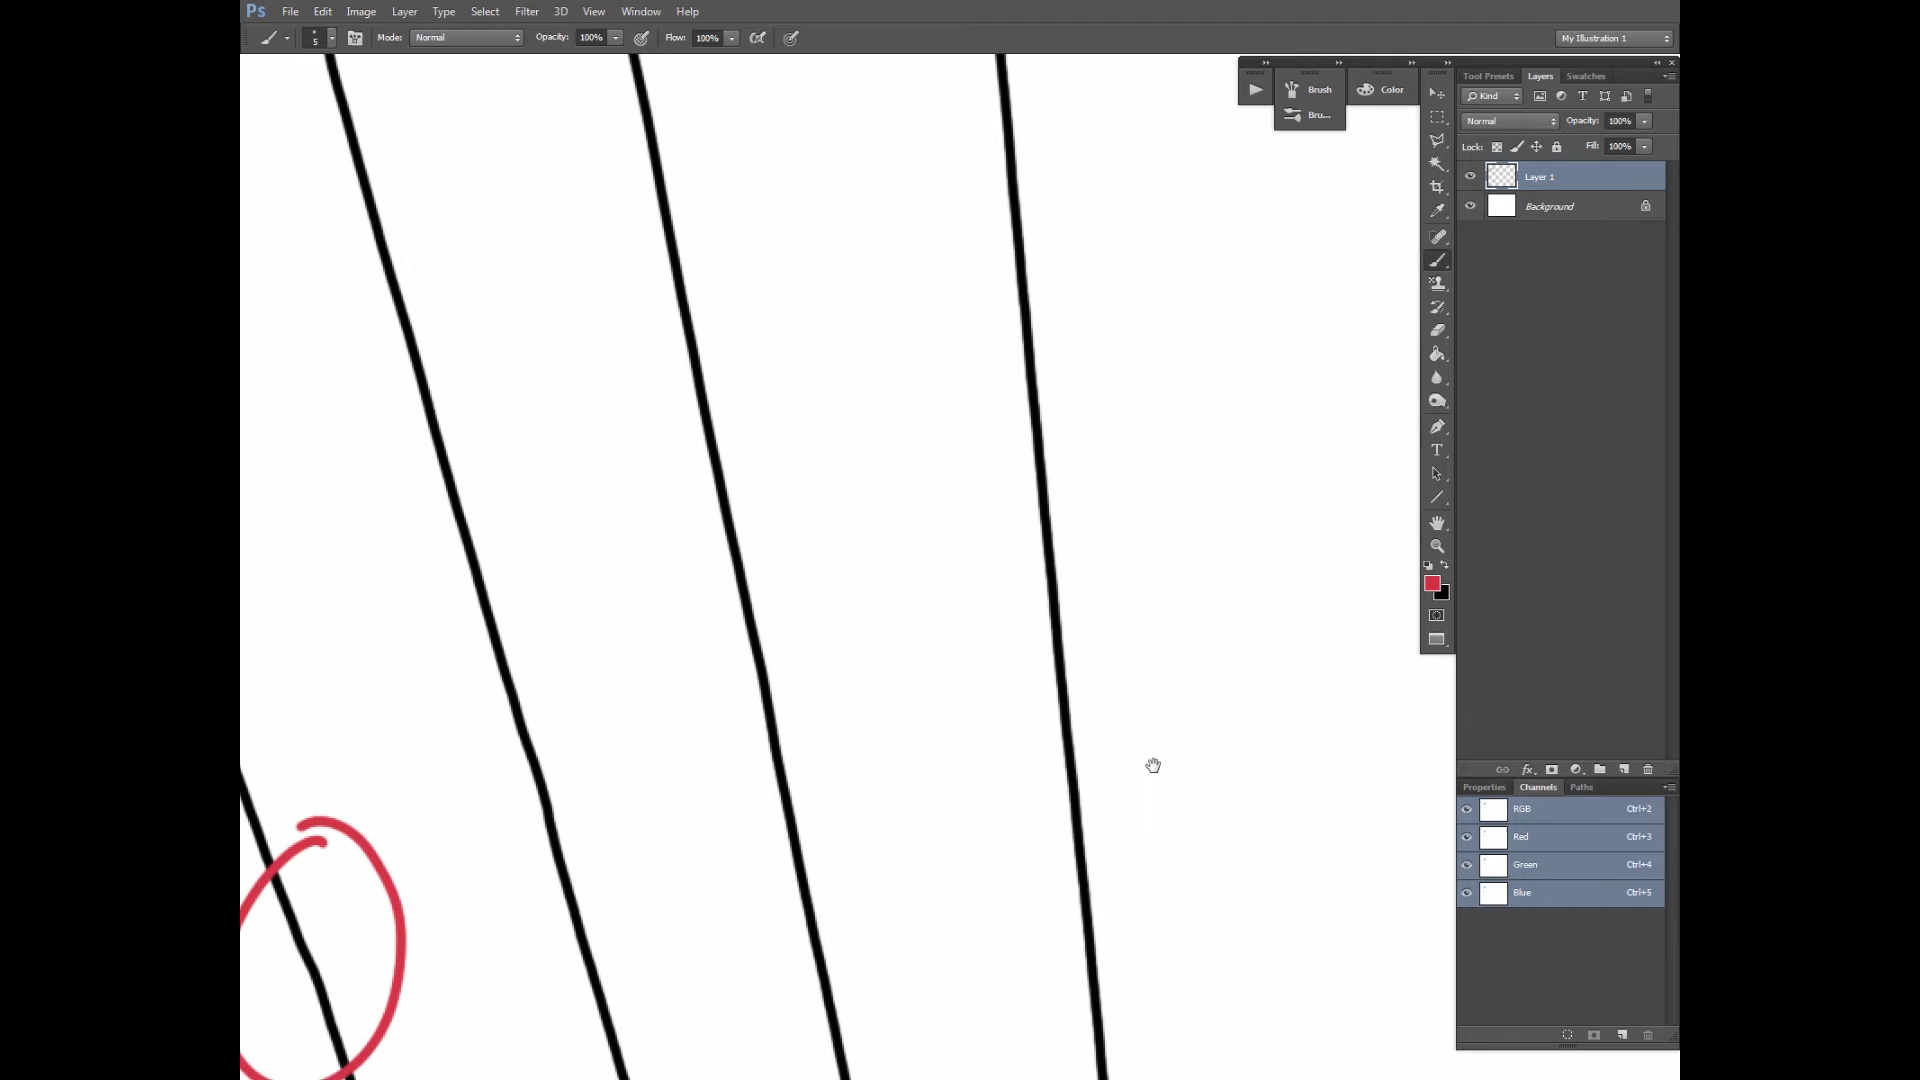 Ps File Edit Image Layer Type Select Filter 3D View Window Help
5 Mode: Normal Opacity: 100% Flow: 100% My Illustration 1
Tool Presets Layers Swatches
Brush Color
Bru...
Kind T
Normal Opacity: 100%
Lock: Fill: 100%
Layer 1
Background
T
fx
Properties Channels Paths
RGB Ctrl+2
Red Ctrl+3
Green Ctrl+4
Blue Ctrl+5